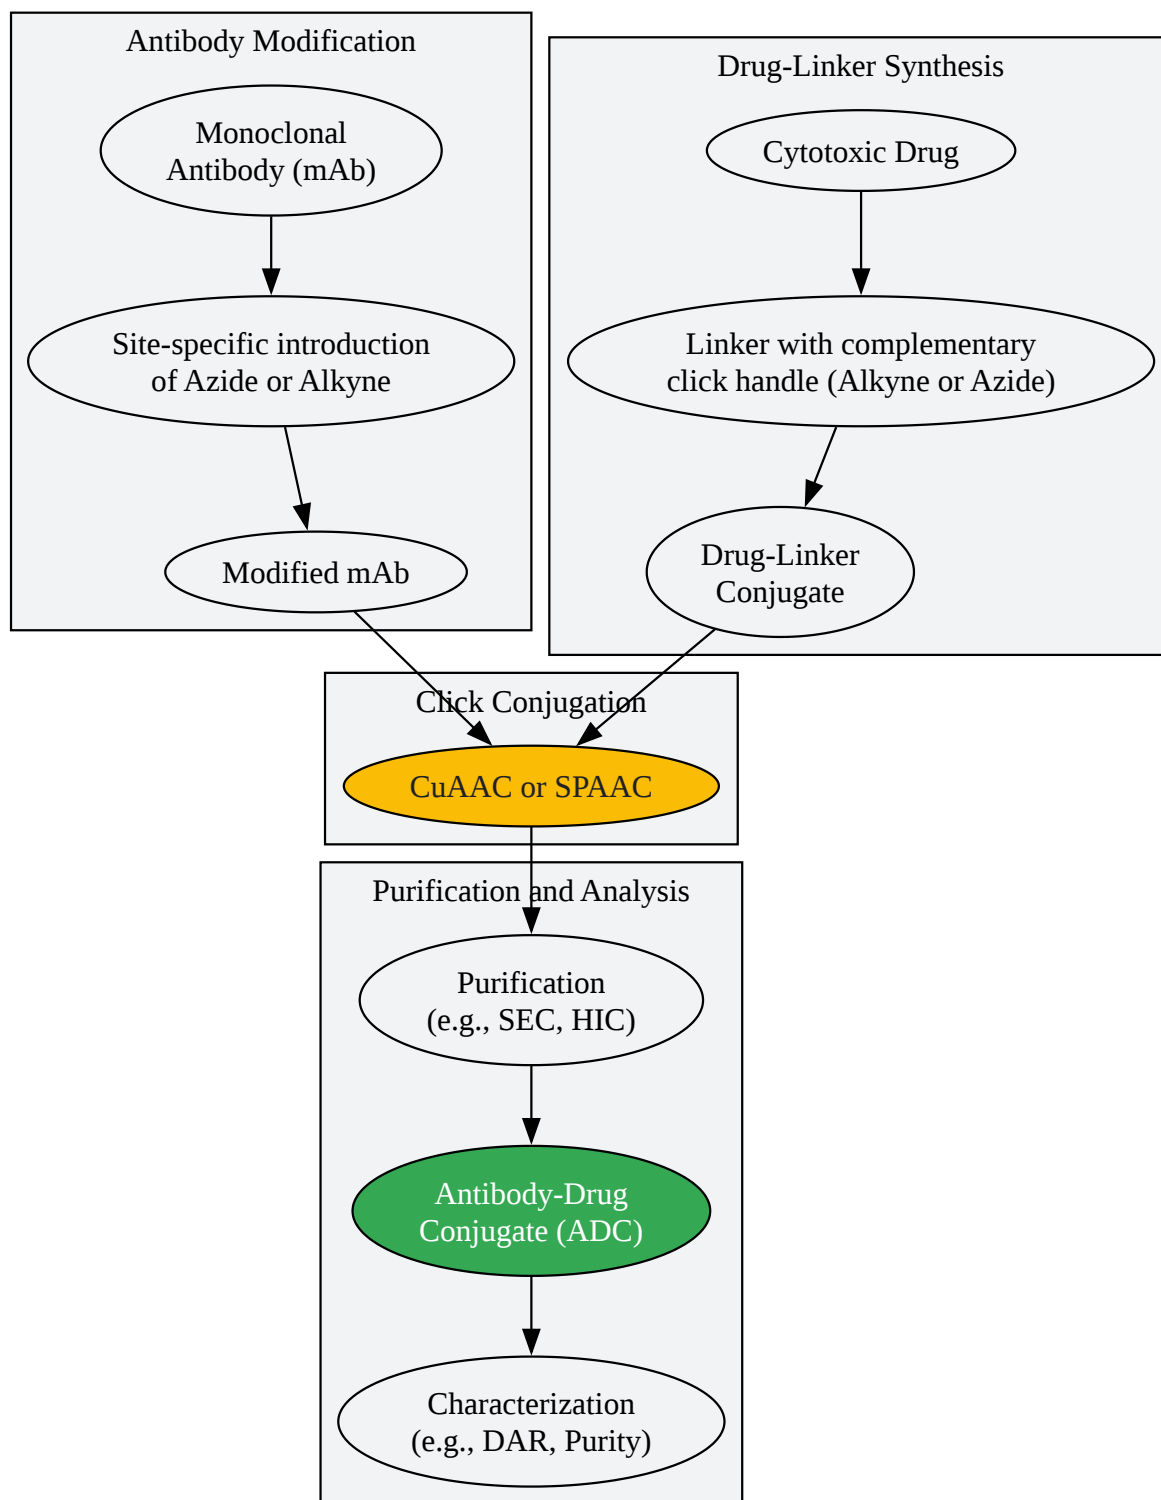 Antibody Modification
Monoclonal
Antibody (mAb)
Site-specific introduction
of Azide or Alkyne
Modified mAb
Drug-Linker Synthesis
Cytotoxic Drug
Linker with complementary
click handle (Alkyne or Azide)
Drug-Linker
Conjugate
Click Conjugation
CuAAC or SPAAC
Purification and Analysis
Purification
(e.g., SEC, HIC)
Antibody-Drug
Conjugate (ADC)
Characterization
(e.g., DAR, Purity)